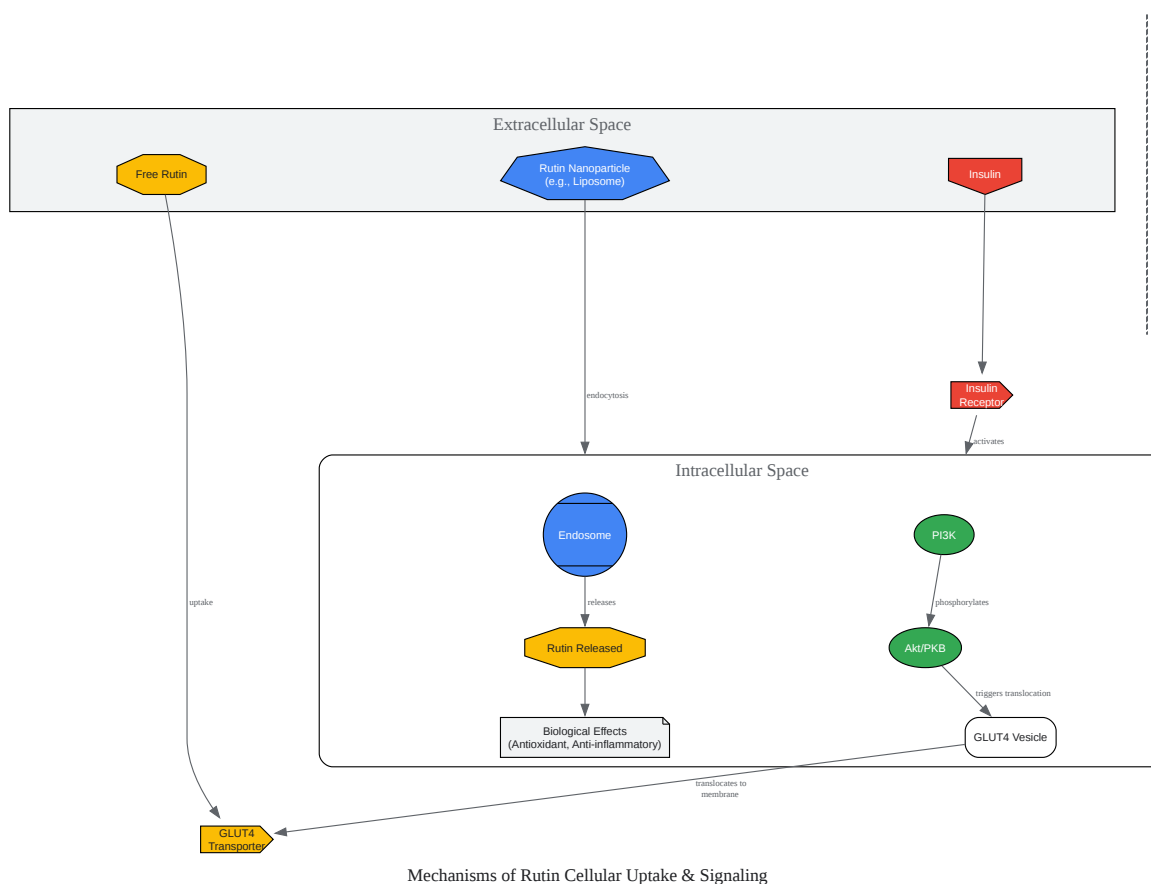 Extracellular Space
Free Rutin
Rutin Nanoparticle
(e.g., Liposome)
Insulin
endocytosis
Insulin
Receptor
activates
Intracellular Space
Endosome
PI3K
uptake
releases
phosphorylates
Rutin Released
Akt/PKB
triggers translocation
Biological Effects
(Antioxidant, Anti-inflammatory)
GLUT4 Vesicle
translocates to
membrane
GLUT4
Transporter
Mechanisms of Rutin Cellular Uptake & Signaling